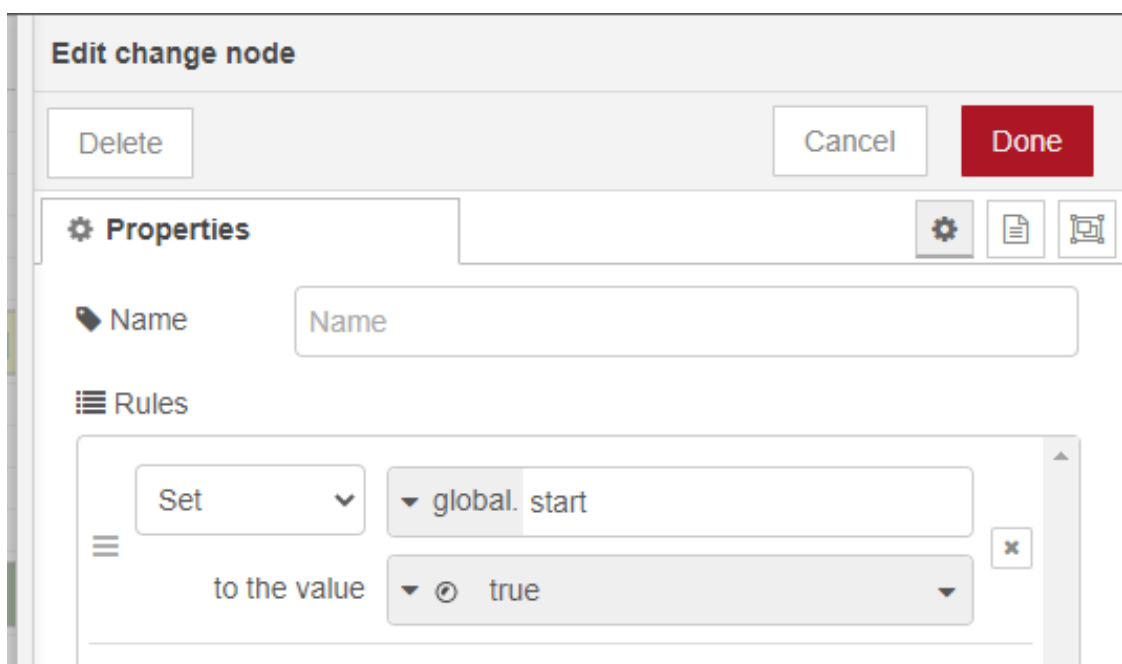 Edit change node
Delete Cancel Done
Properties
Name Name
Rules
Set global. start
to the value true